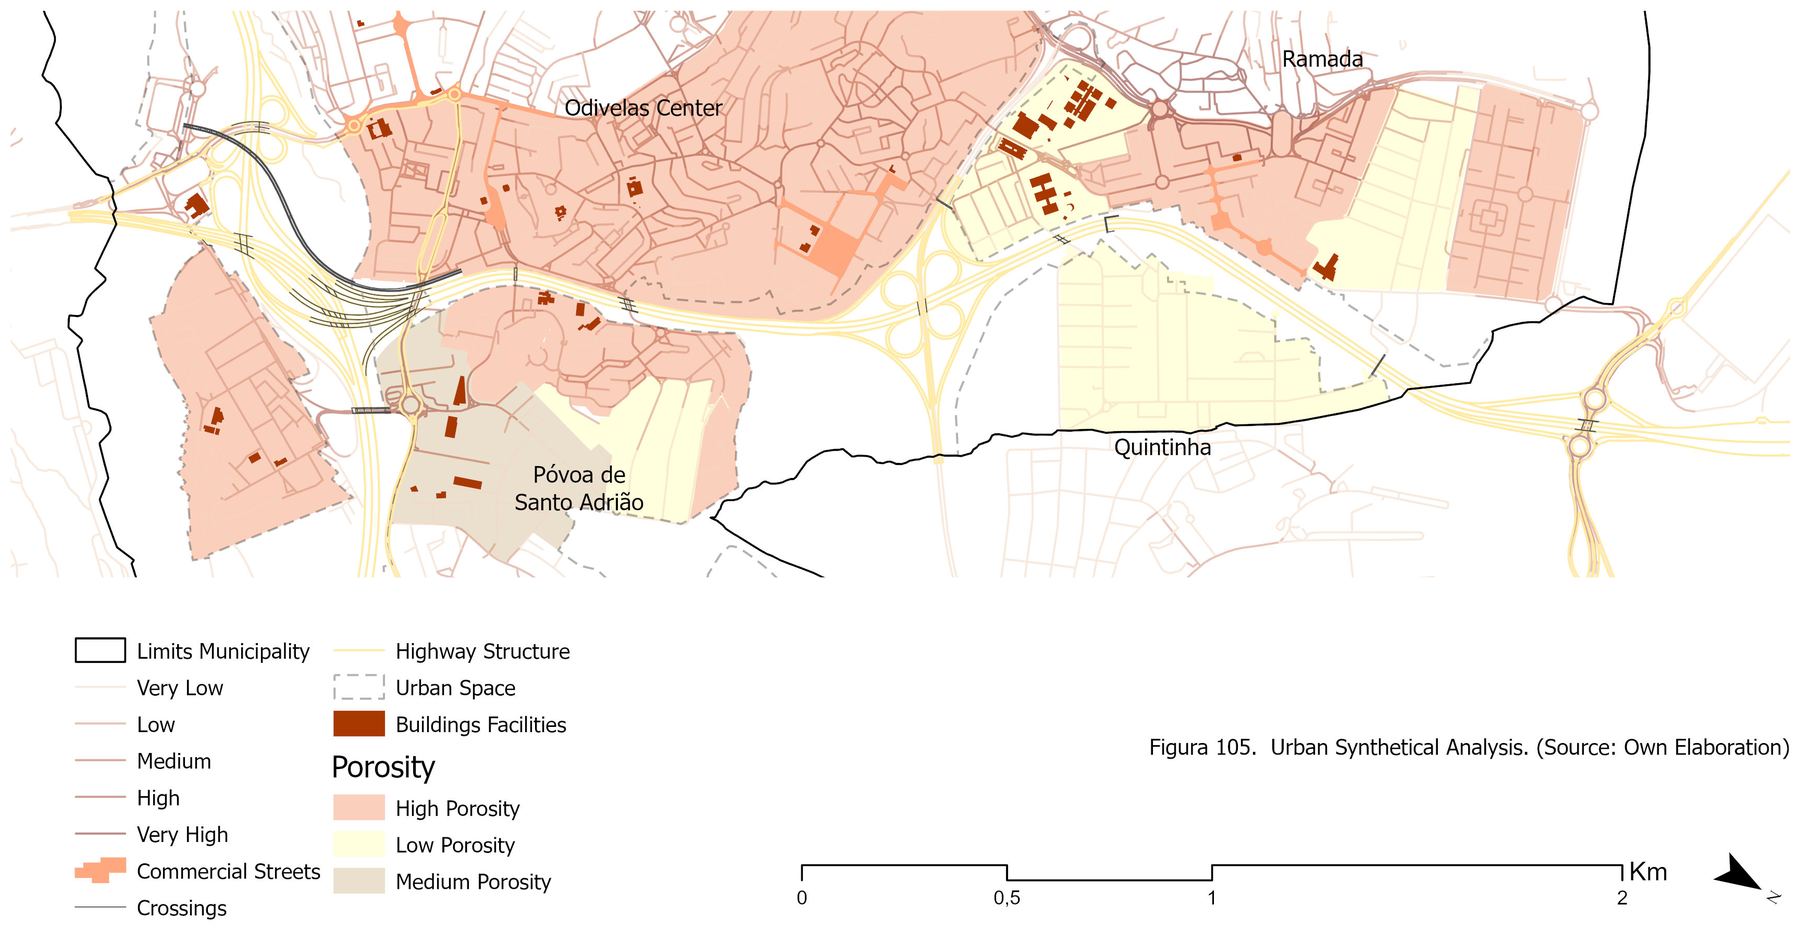 Ramada
Odivelas Center
Quintinha
Póvoa de
Santo Adrião
Limits Municipality
Very Low
Low
Medium
High
Very High
Commercial Streets
Crossings
Highway Structure
Urban Space
Buildings Facilities
Porosity
High Porosity
Low Porosity
Medium Porosity
Figura 105. Urban Synthetical Analysis. (Source: Own Elaboration)
Km
0 0,5 1 2
N